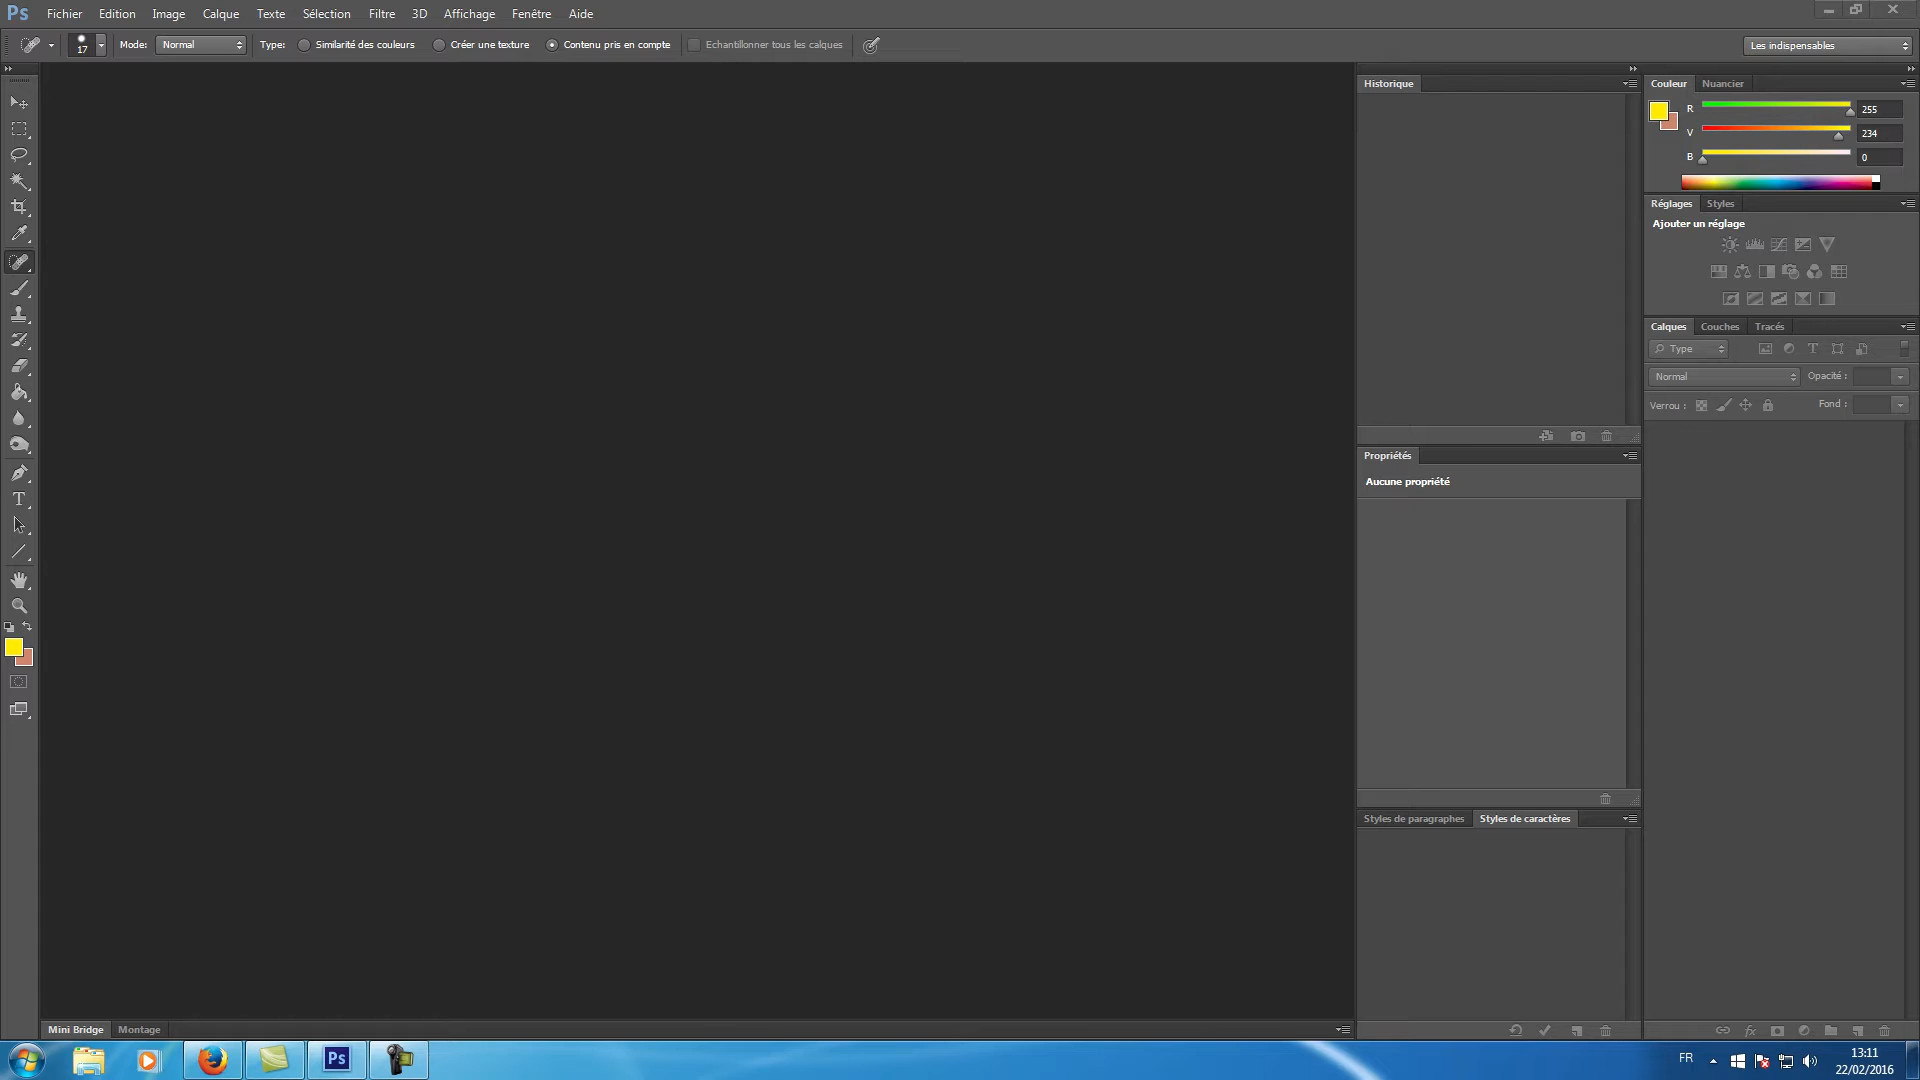 Ps Fichier Edition Image Calque Texte Sélection Filtre 3D Affichage Fenêtre Aide
17 Mode: Normal Type: Similarité des couleurs Créer une texture Contenu pris en compte Echantillonner tous les calques Les indispensables
Historique
Couleur Nuancier
R 255
V 234
B 0
Réglages Styles
Ajouter un réglage
Calques Couches Tracés
Type
Normal Opacité :
Verrou : Fond :
Propriétés
Aucune propriété
T
Styles de paragraphes Styles de caractères
Mini Bridge Montage
fx
Ps
FR
13:11
22/02/2016